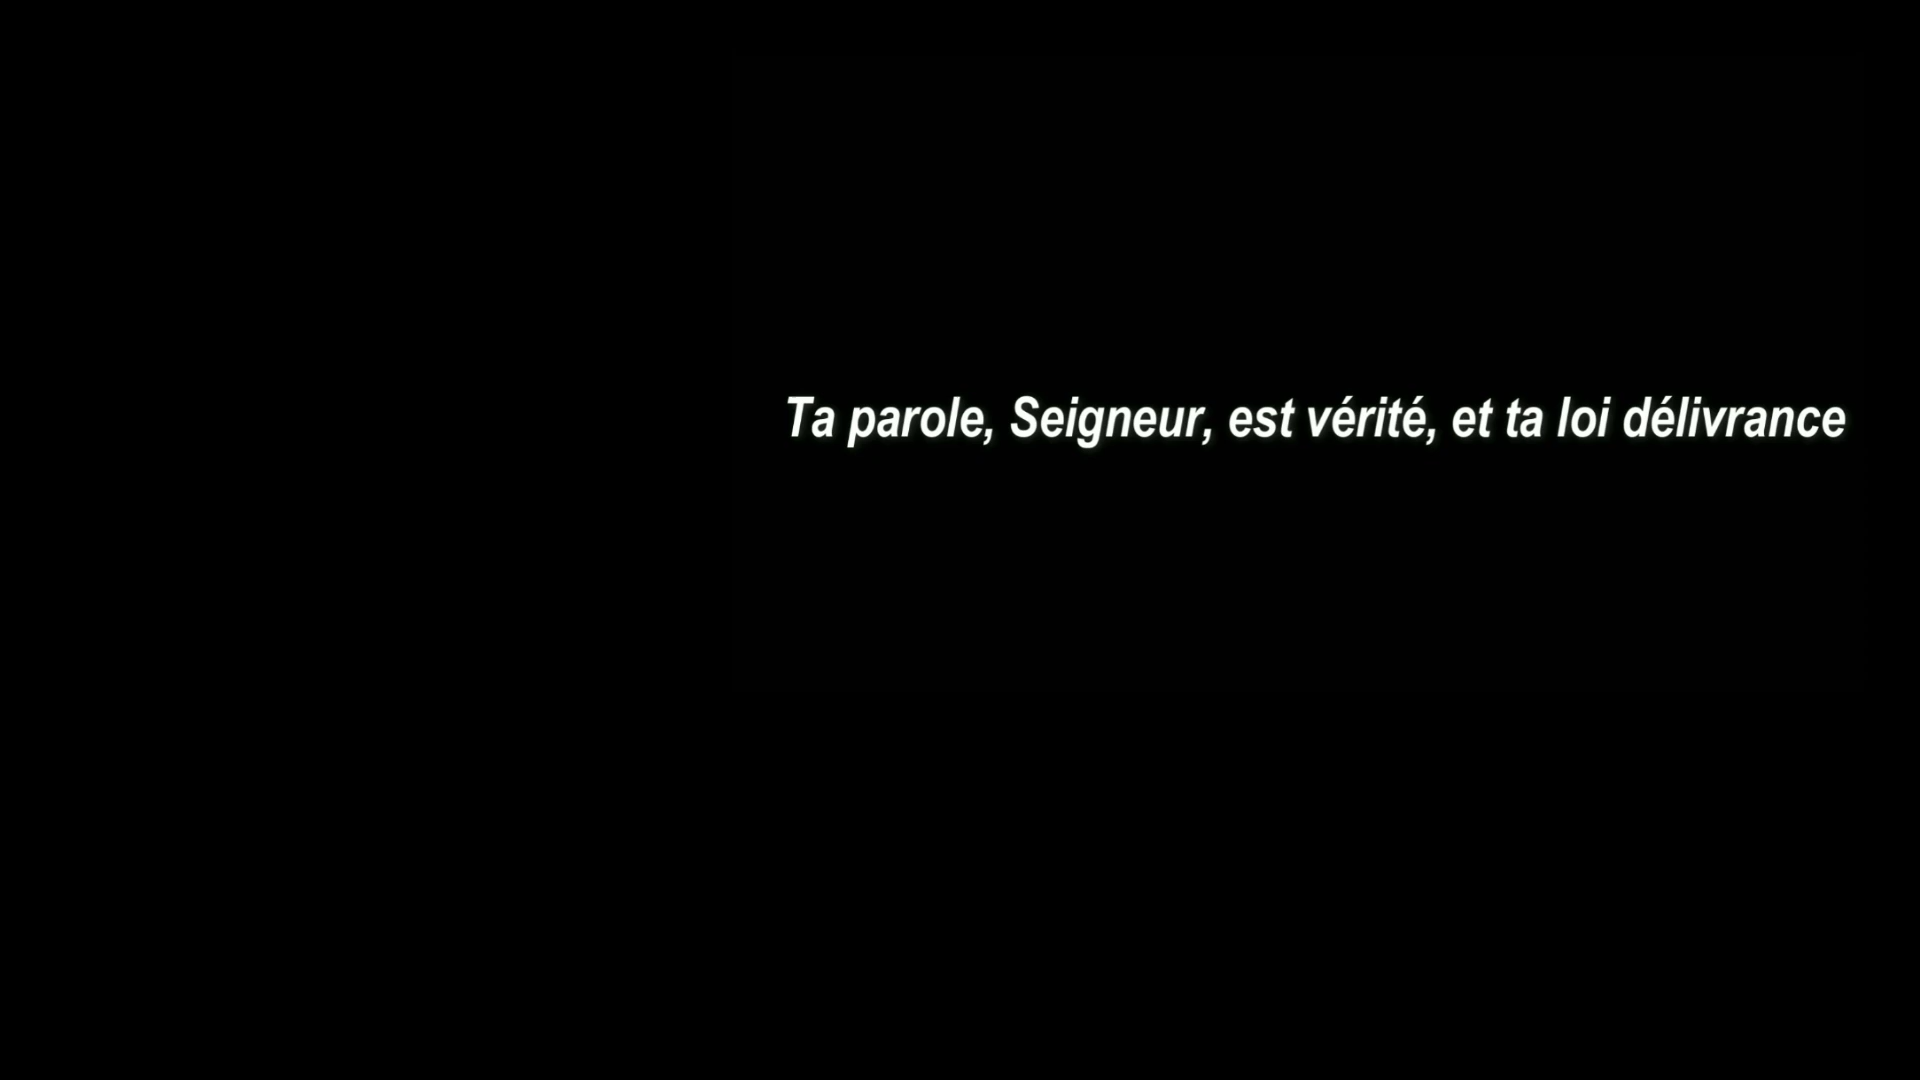 Ta parole, Seigneur, est vérité, et ta loi délivrance